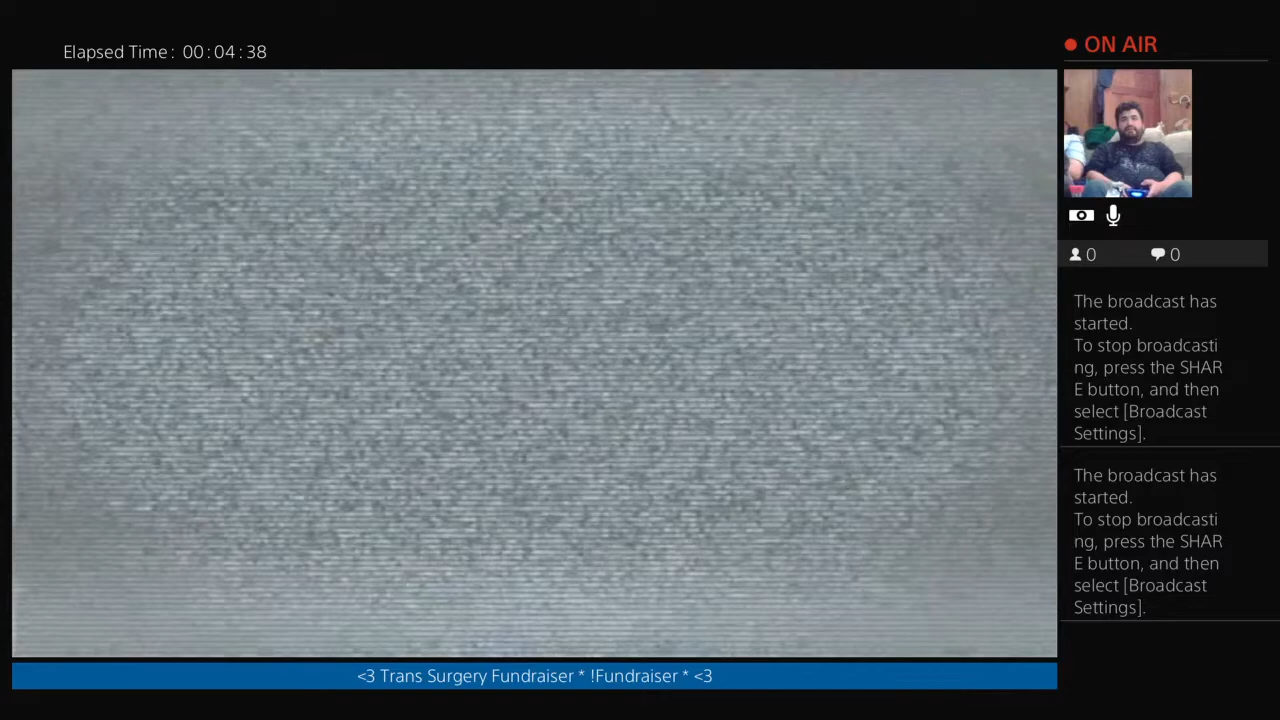 Elapsed Time: 00:04:38
ON AIR
0
0
The broadcast has
started.
To stop broadcasti
ng, press the SHAR
E button, and then
select [Broadcast
Settings].
The broadcast has
started.
To stop broadcasti
ng, press the SHAR
E button, and then
select [Broadcast
Settings].
<3 Trans Surgery Fundraiser * !Fundraiser * <3